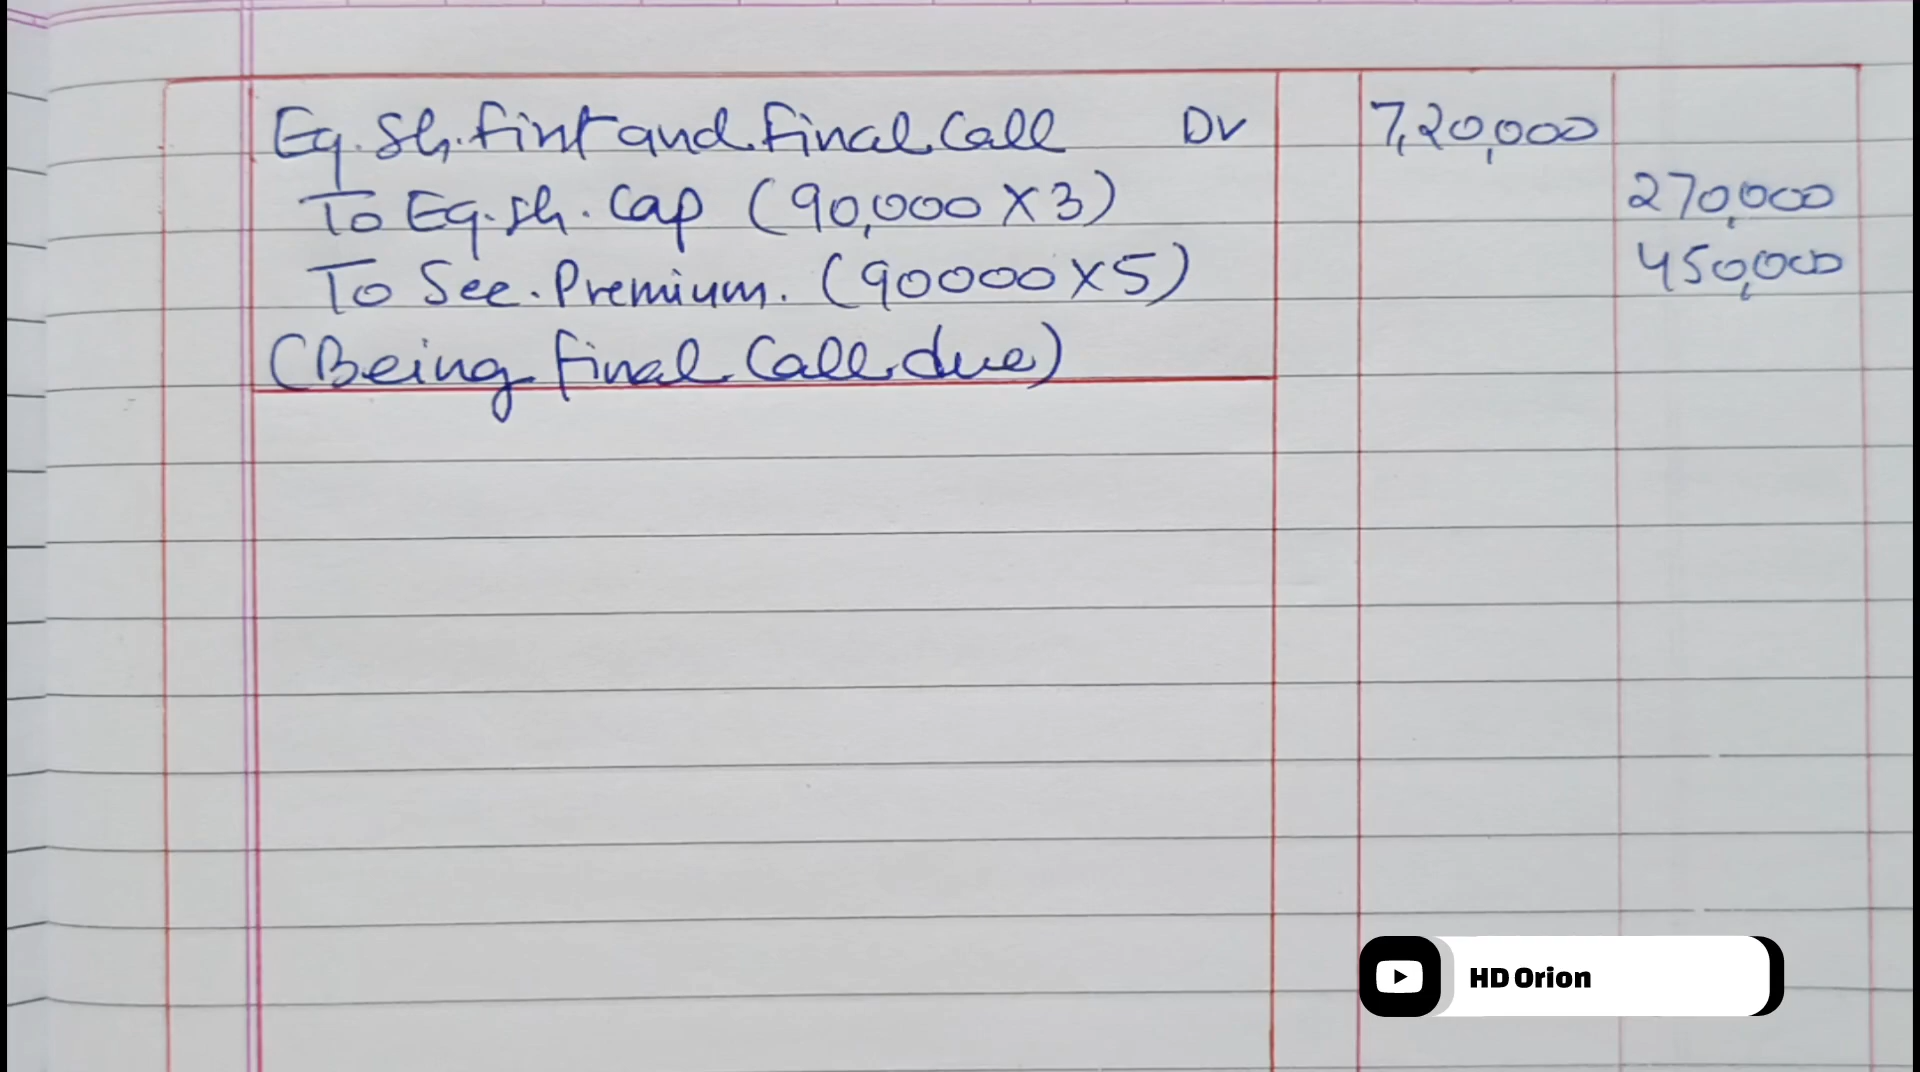 Eq. Sh. first and final Call Dr 7,20,000
To Eq. sh. Cap (90,000 X 3) 270,000
To Sec. Premium. (90000 X 5) 450,000
(Being final Call due)
HD Orion